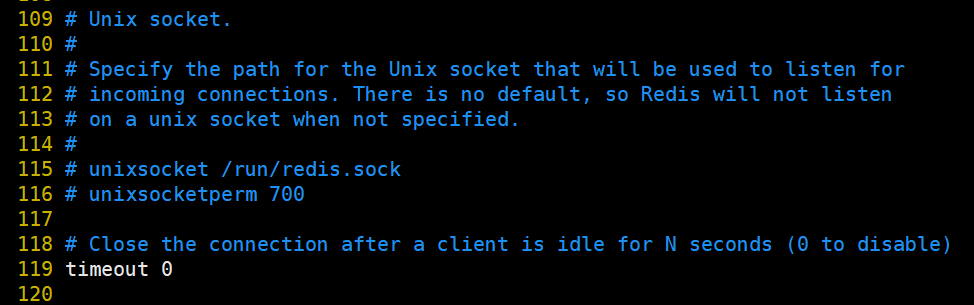 109 # Unix socket.
110 #
111 # Specify the path for the Unix socket that will be used to listen for
112 # incoming connections. There is no default, so Redis will not listen
113 # on a unix socket when not specified.
114 #
115 # unixsocket /run/redis.sock
116 # unixsocketperm 700
117
118 # Close the connection after a client is idle for N seconds (0 to disable)
119 timeout 0
120